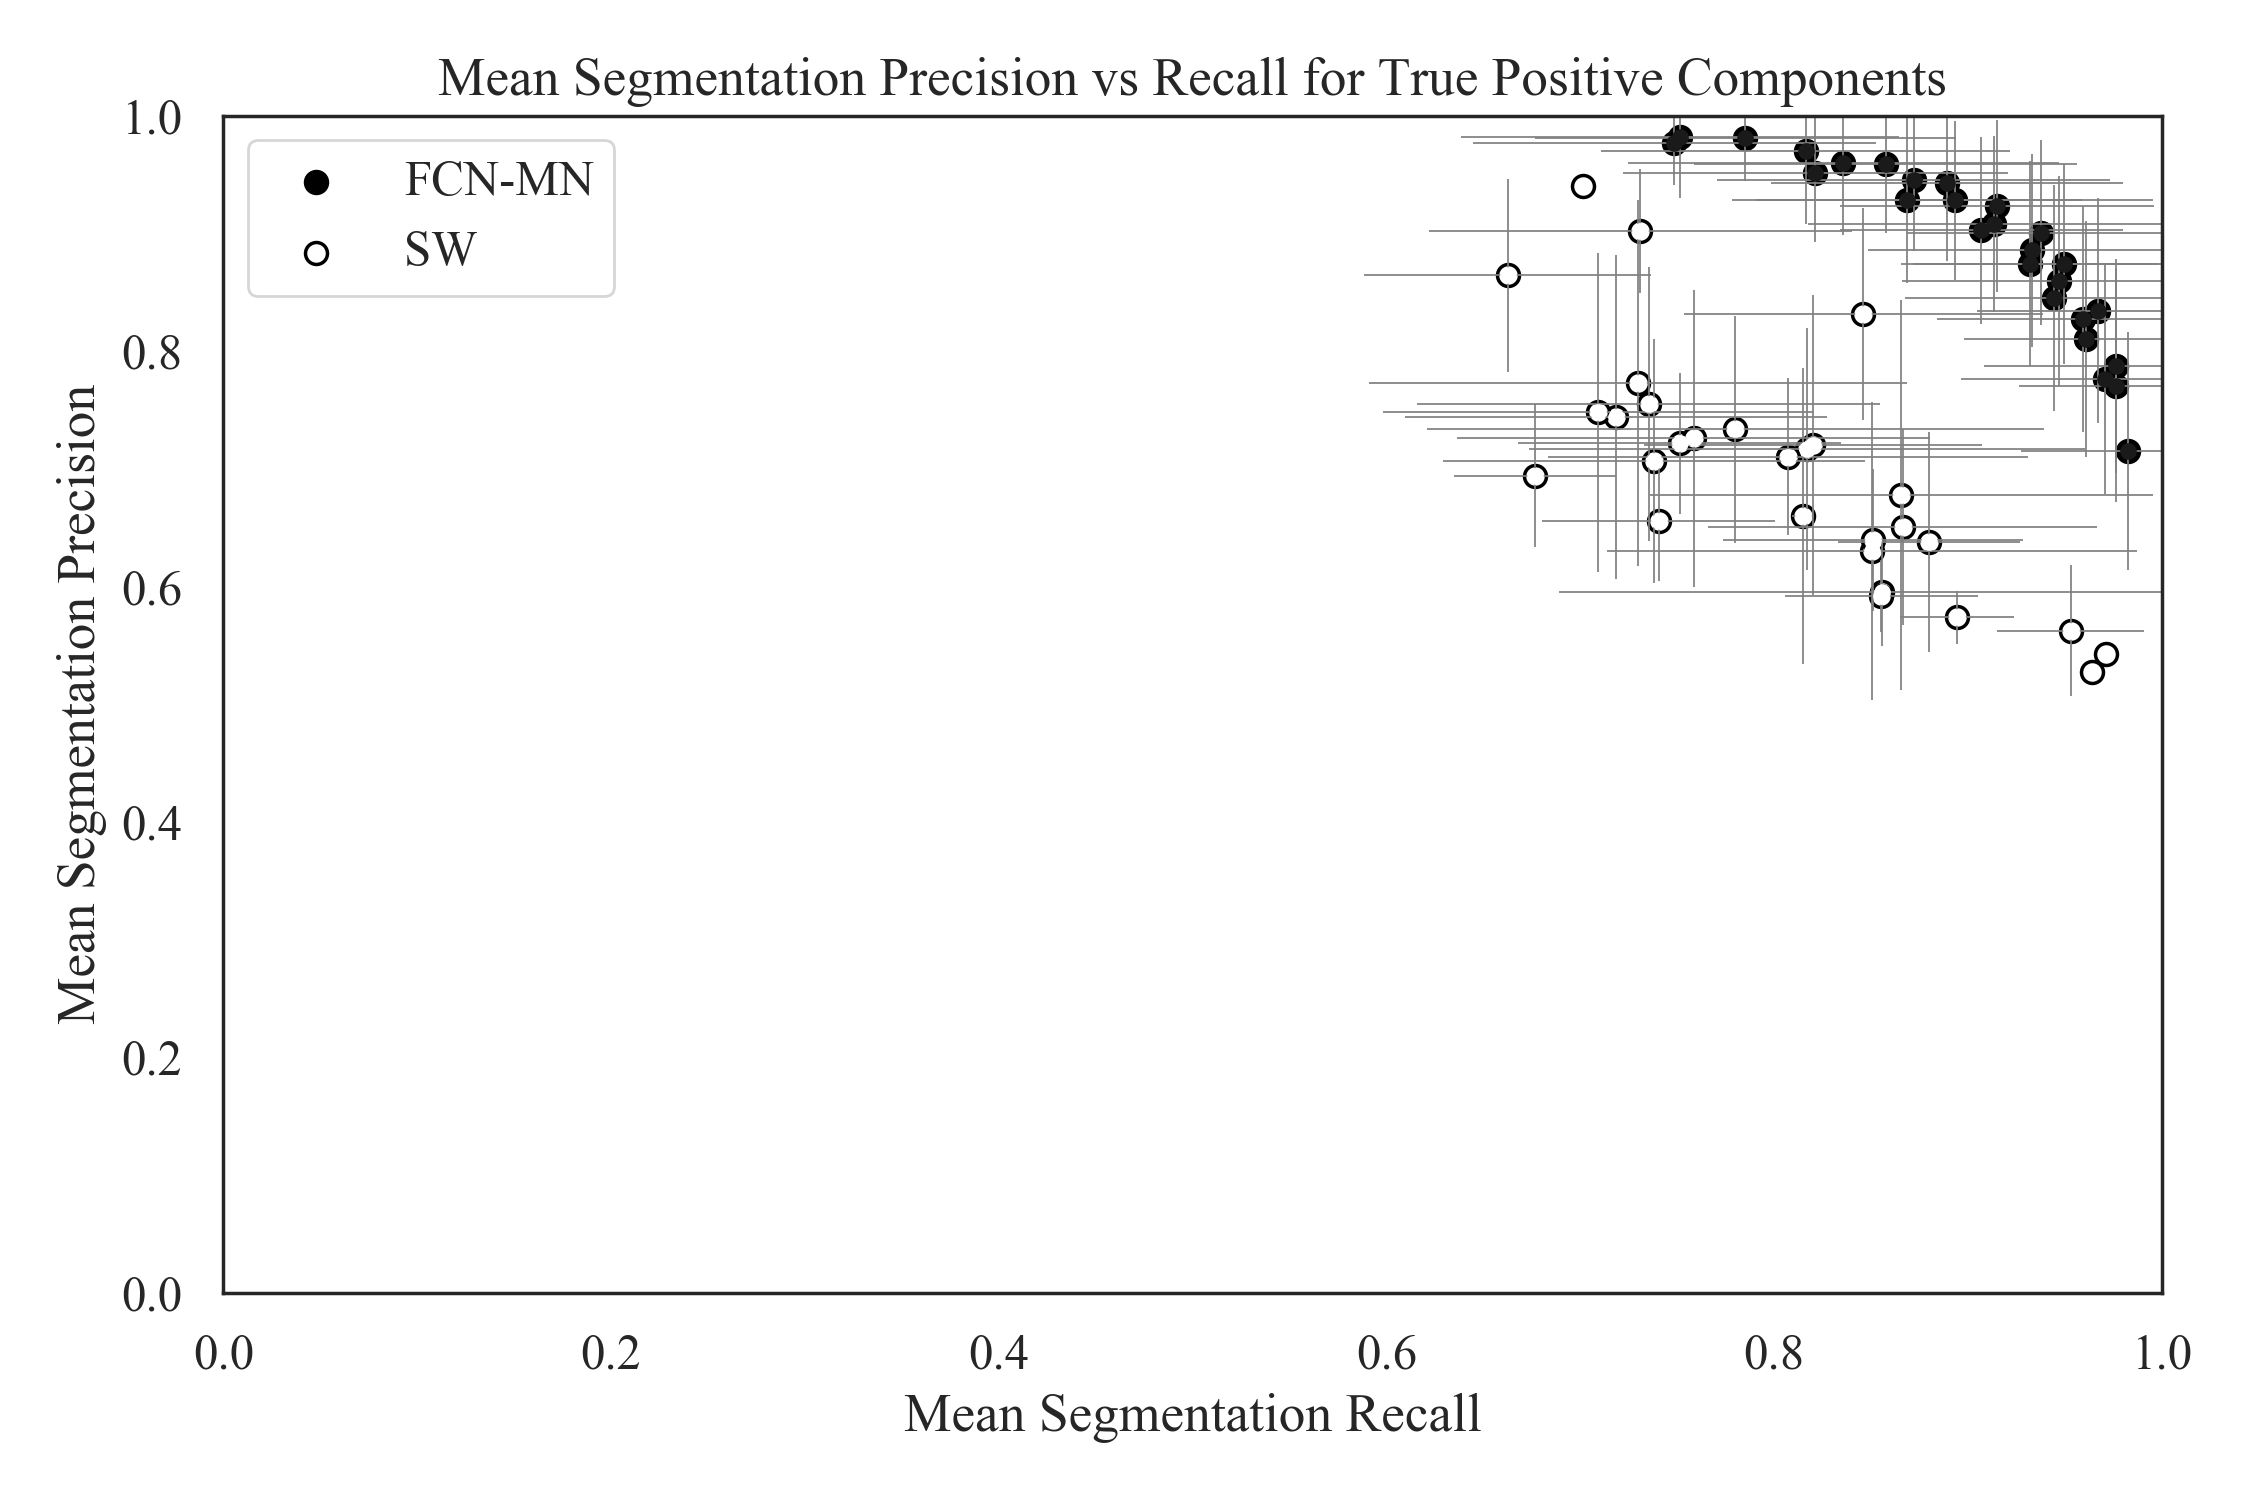 Mean Segmentation Precision vs Recall for True Positive Components
1.0
0.8
0.6
0.4
0.2
0.0
Mean Segmentation Precision
FCN-MN
SW
0.0 0.2 0.4 0.6 0.8 1.0
Mean Segmentation Recall